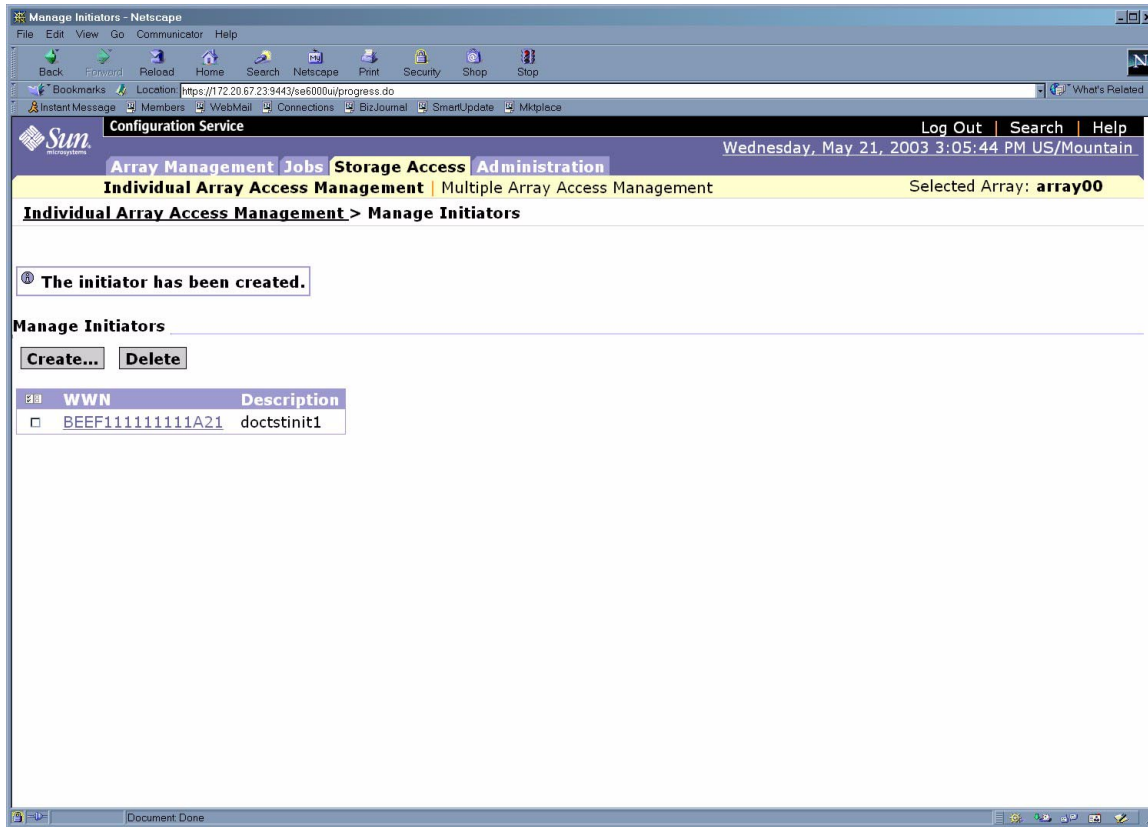 Manage Initiators - Netscape
File Edit View Go Communicator Help
Back Forward Reload Home Search Netscape Print Security Shop Stop
Bookmarks Location: https://172.20.67.23:9443/se6000ui/progress.do What's Related
Instant Message Members WebMail Connections BizJournal SmartUpdate Mktplace
Sun microsystems
Configuration Service
Log Out | Search | Help
Wednesday, May 21, 2003 3:05:44 PM US/Mountain
Array Management Jobs Storage Access Administration
Individual Array Access Management | Multiple Array Access Management Selected Array: array00
Individual Array Access Management > Manage Initiators
The initiator has been created.
Manage Initiators
Create... Delete
WWN Description
BEEF111111111A21 doctstinit1
Document: Done